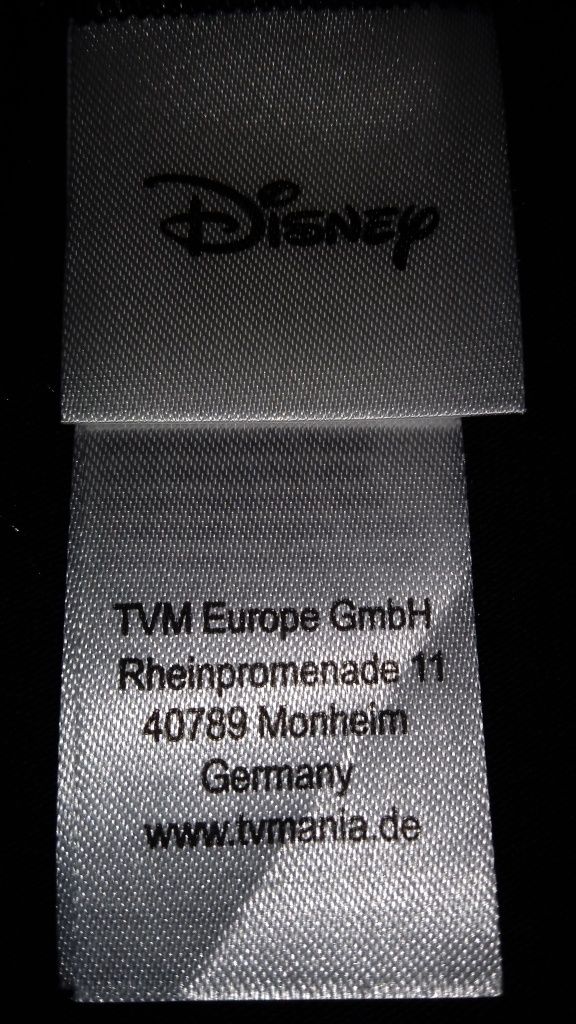 Disney
TVM Europe GmbH
Rheinpromenade 11
40789 Monheim
Germany
www.tvmania.de